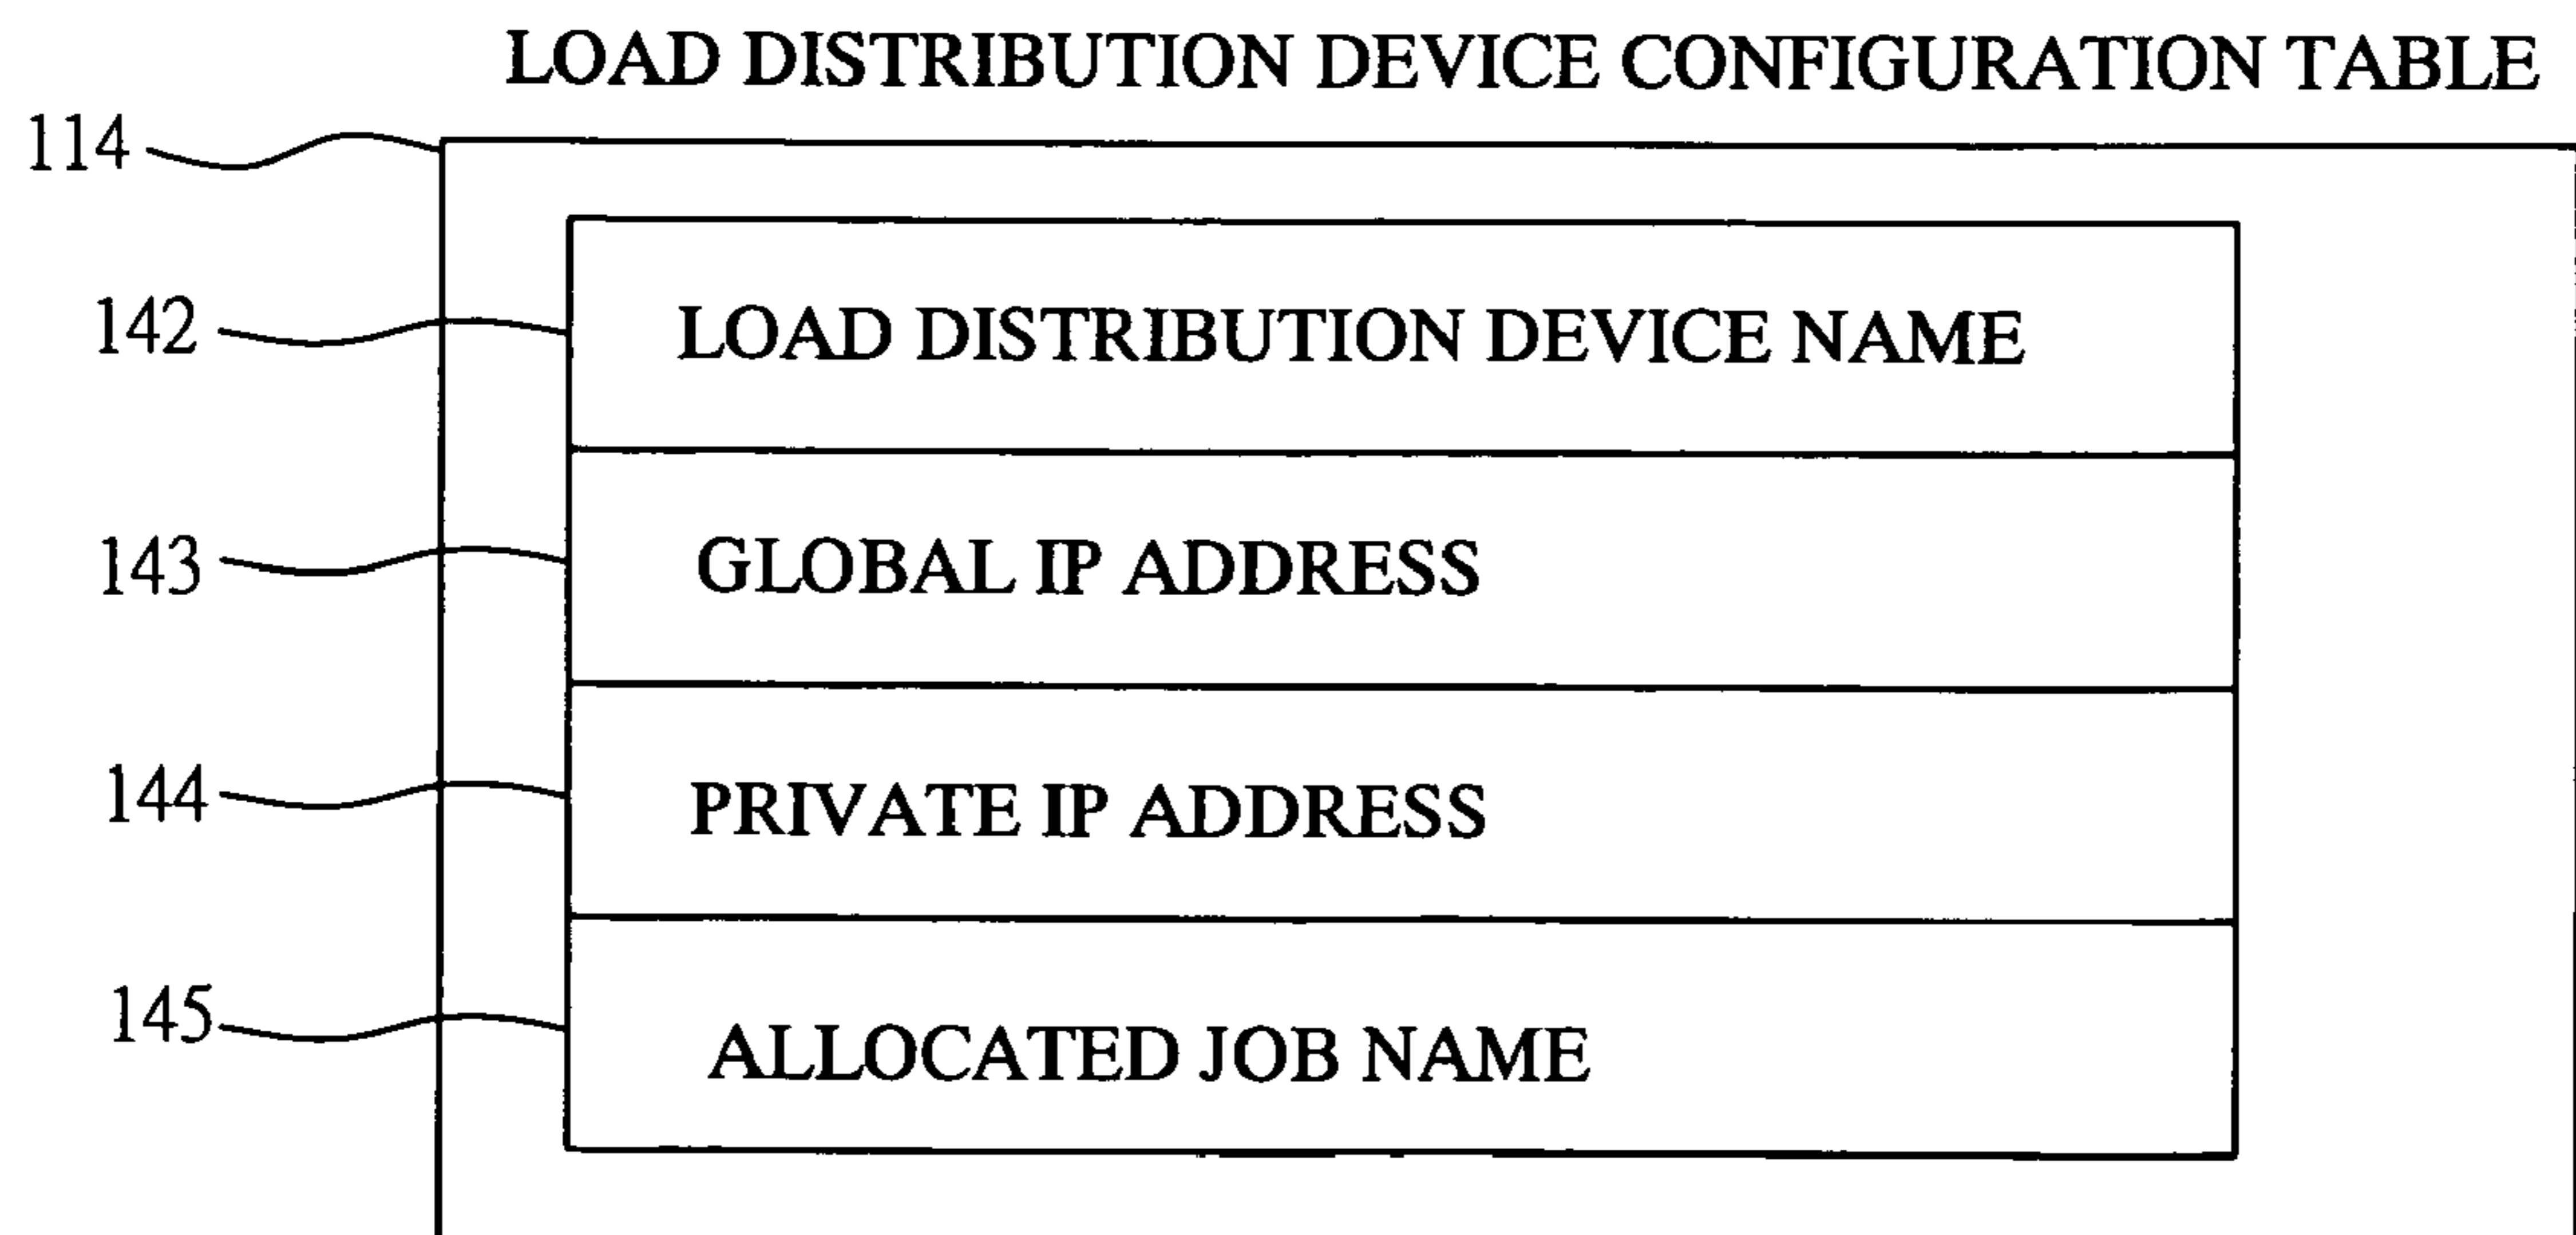 LOAD DISTRIBUTION DEVICE CONFIGURATION TABLE
114
142 LOAD DISTRIBUTION DEVICE NAME
143 GLOBAL IP ADDRESS
144 PRIVATE IP ADDRESS
145 ALLOCATED JOB NAME